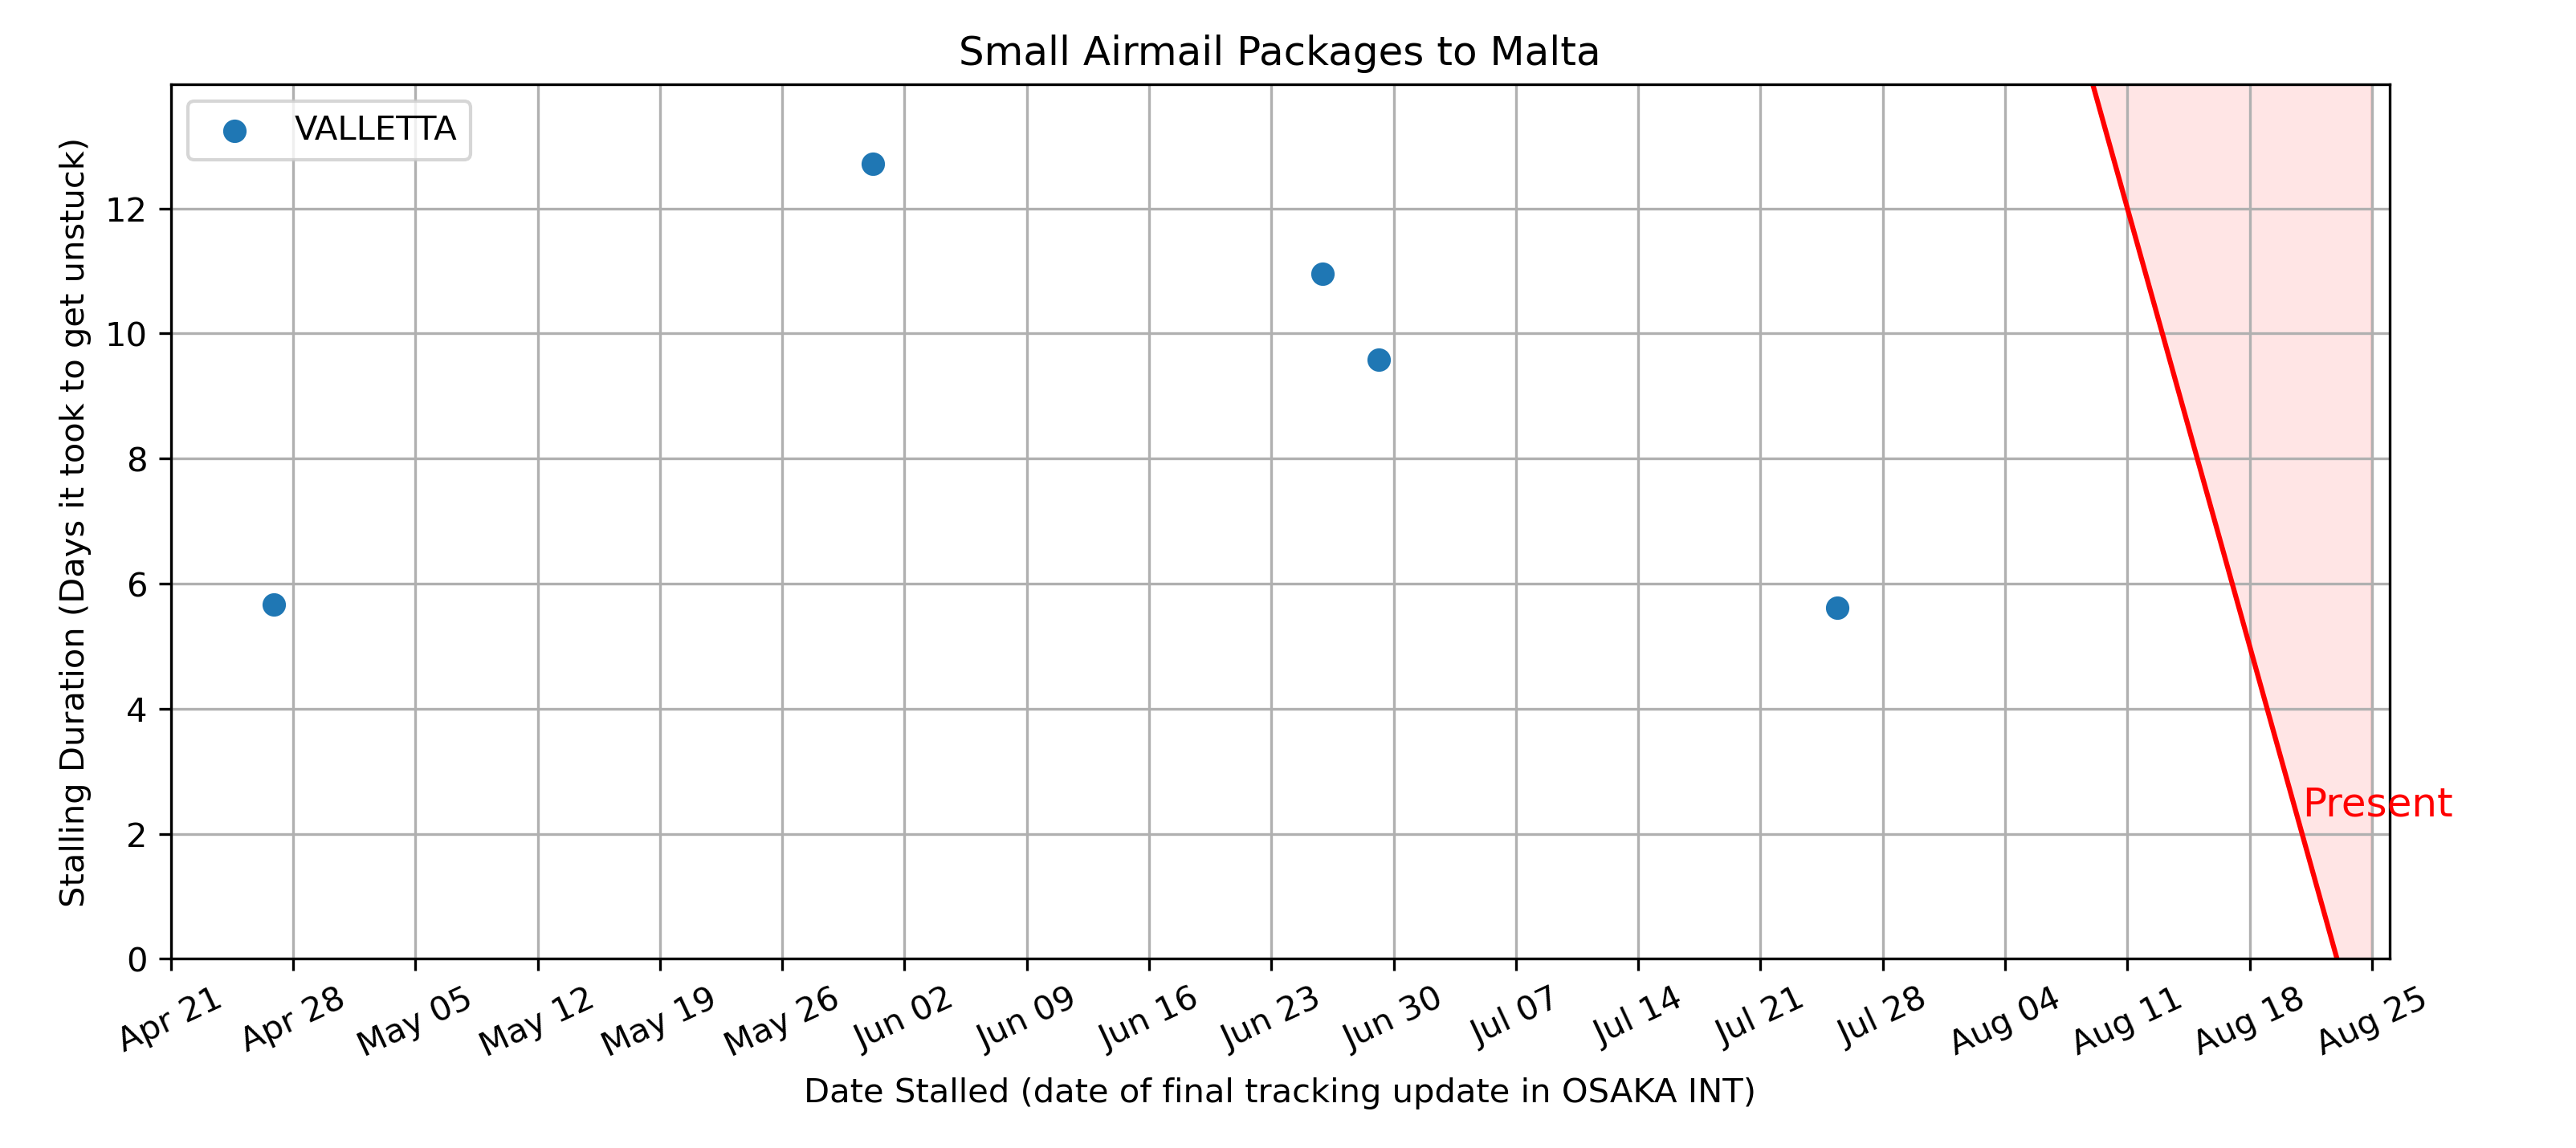 Small Airmail Packages to Malta
VALLETTA
Stalling Duration (Days it took to get unstuck)
12
10
8
6
4
2
0
Present
Apr 21 Apr 28 May 05 May 12 May 19 May 26 Jun 02 Jun 09 Jun 16 Jun 23 Jun 30 Jul 07 Jul 14 Jul 21 Jul 28 Aug 04 Aug 11 Aug 18 Aug 25
Date Stalled (date of final tracking update in OSAKA INT)